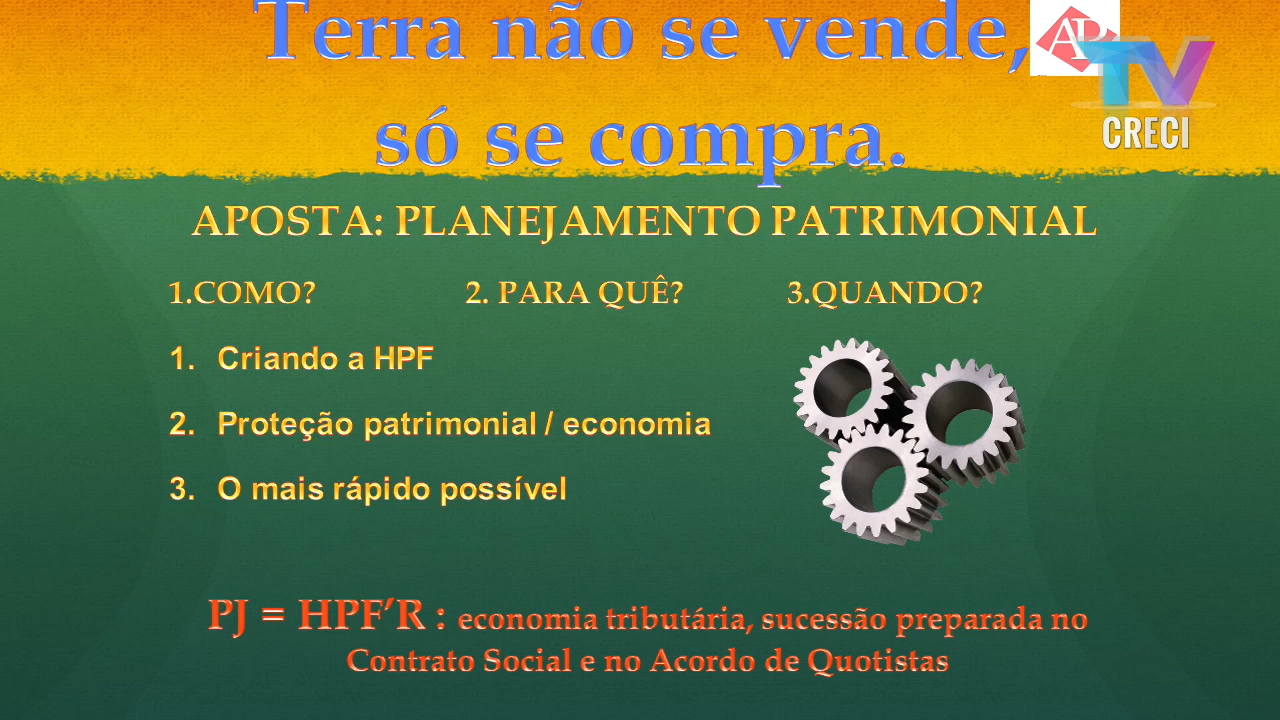 Terra não se vende,
só se compra.
AP
TV
CRECI
APOSTA: PLANEJAMENTO PATRIMONIAL
1.COMO? 2. PARA QUÊ? 3.QUANDO?
1. Criando a HPF
2. Proteção patrimonial / economia
3. O mais rápido possível
PJ = HPF’R : economia tributária, sucessão preparada no
Contrato Social e no Acordo de Quotistas